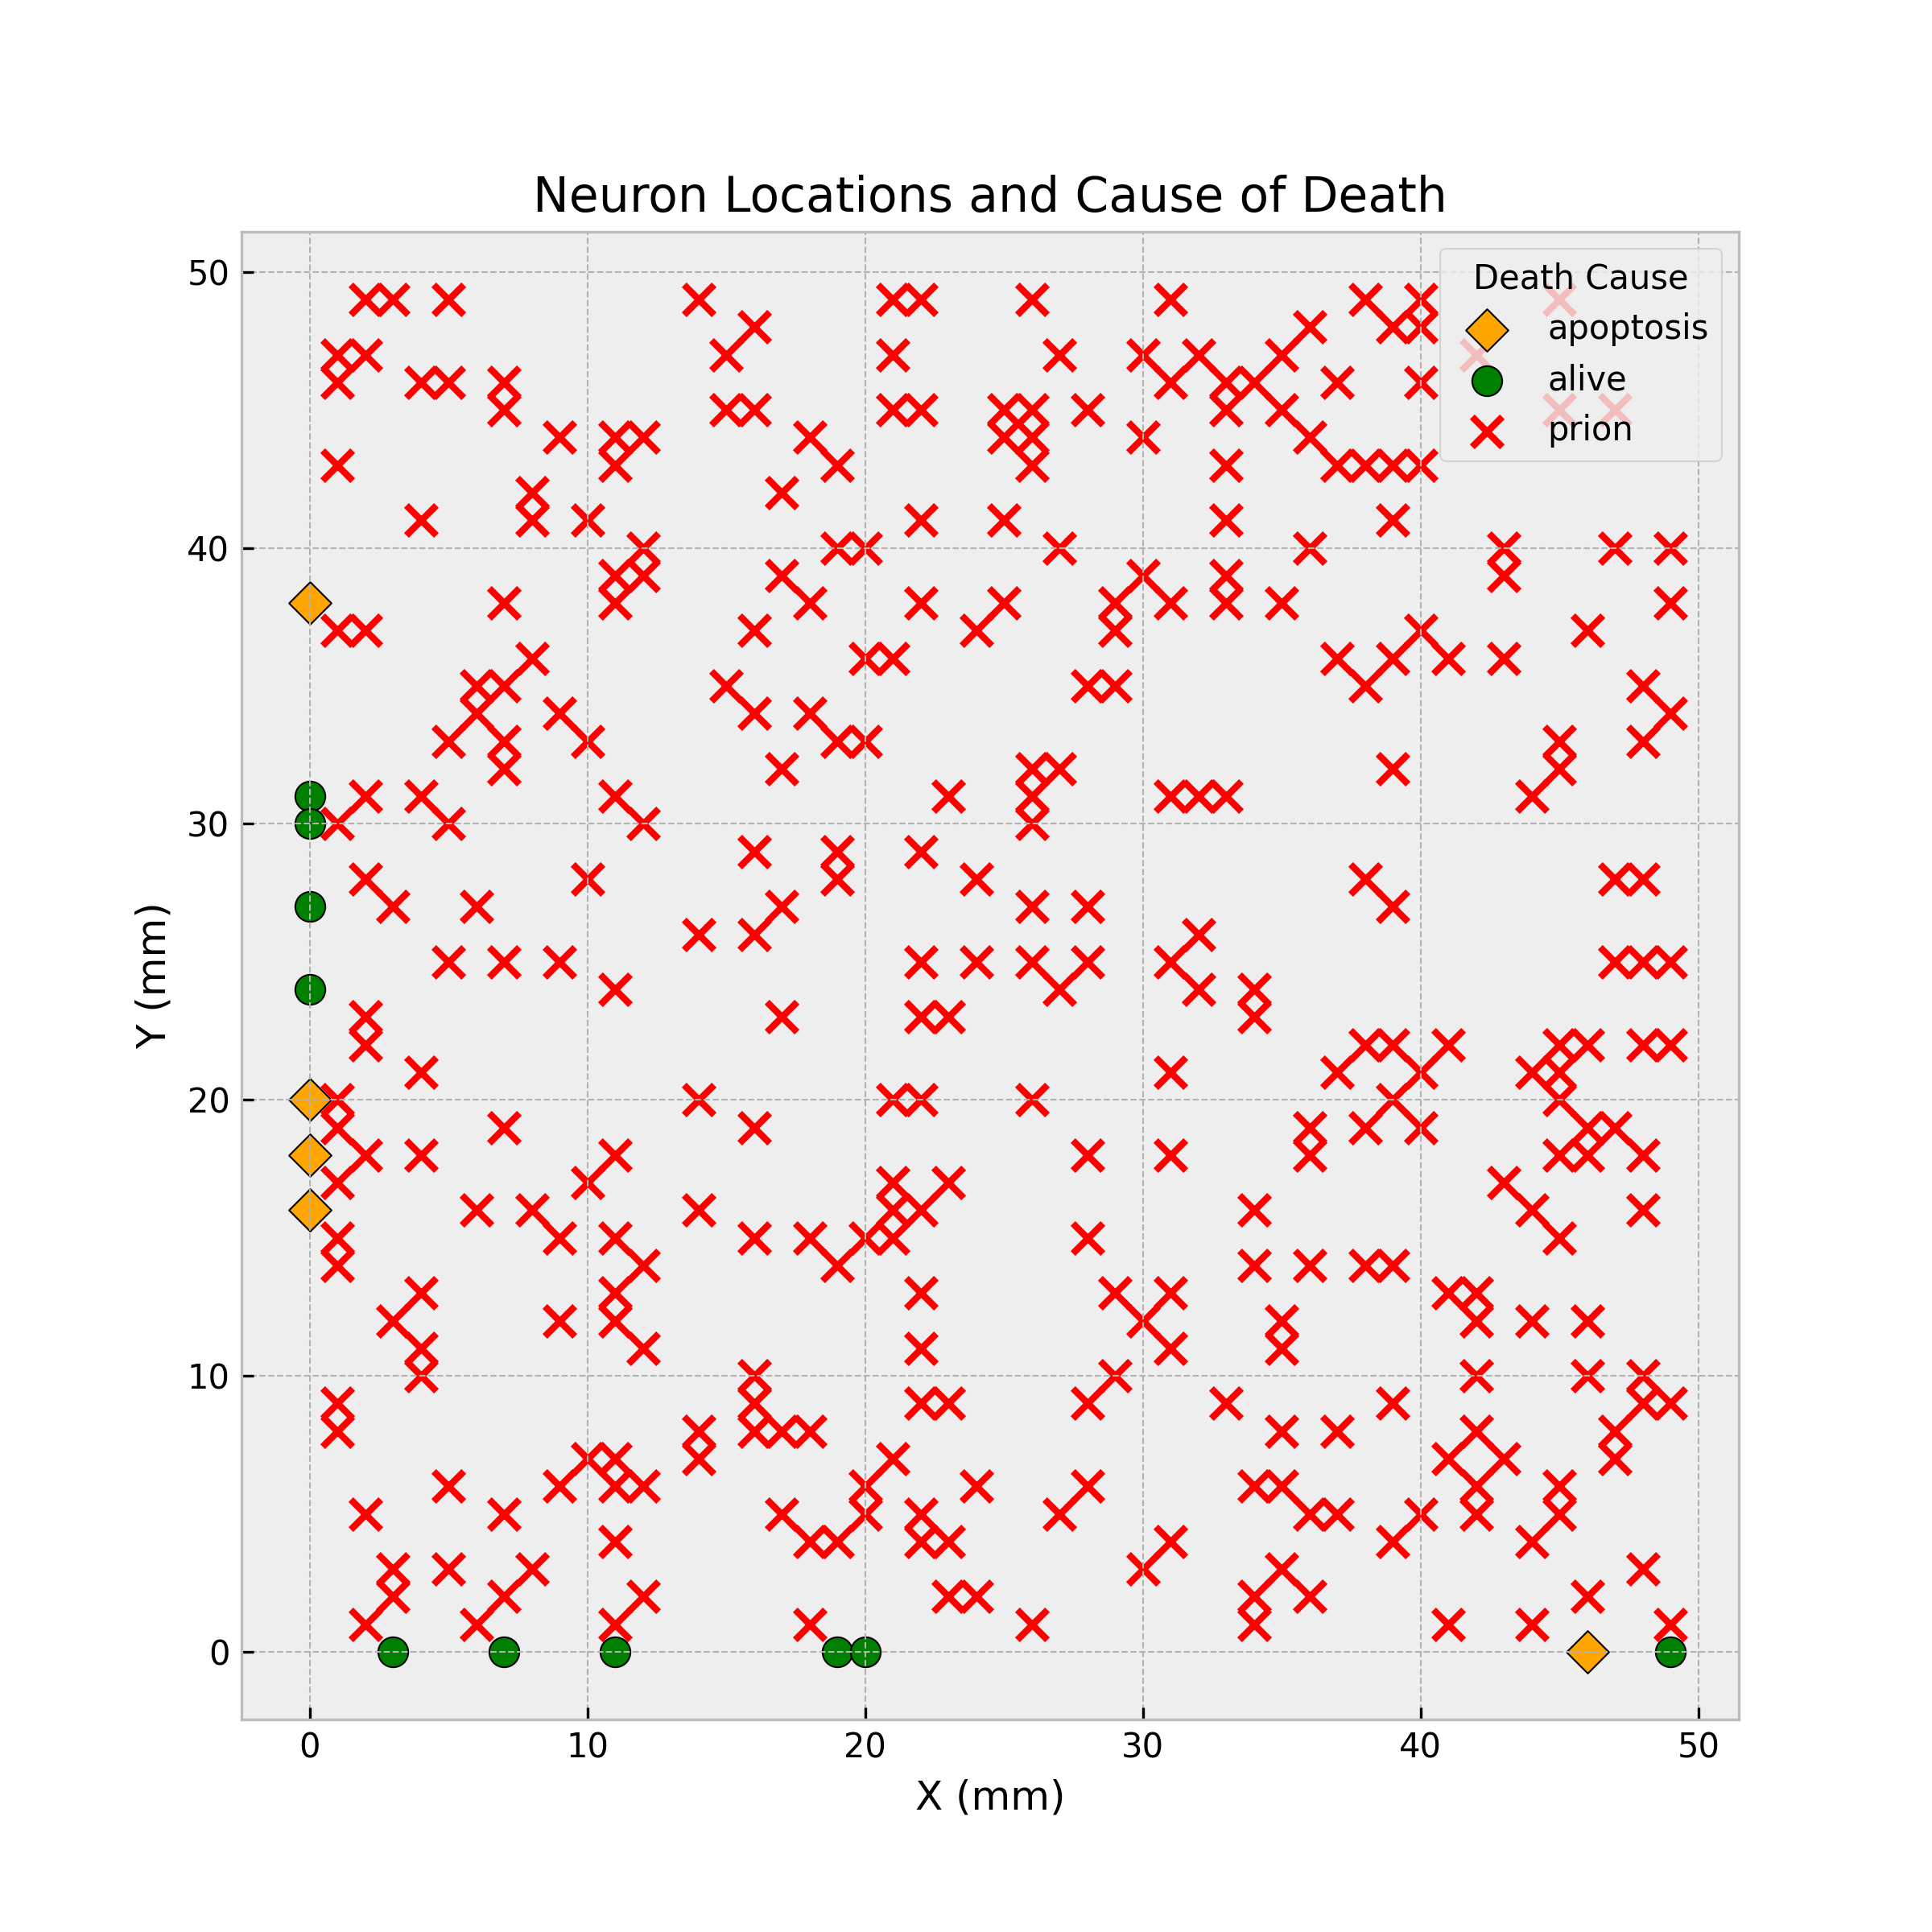 Neuron Locations and Cause of Death
Death Cause
apoptosis
alive
prion
50
40
30
20
10
0
Y (mm)
0 10 20 30 40 50
X (mm)